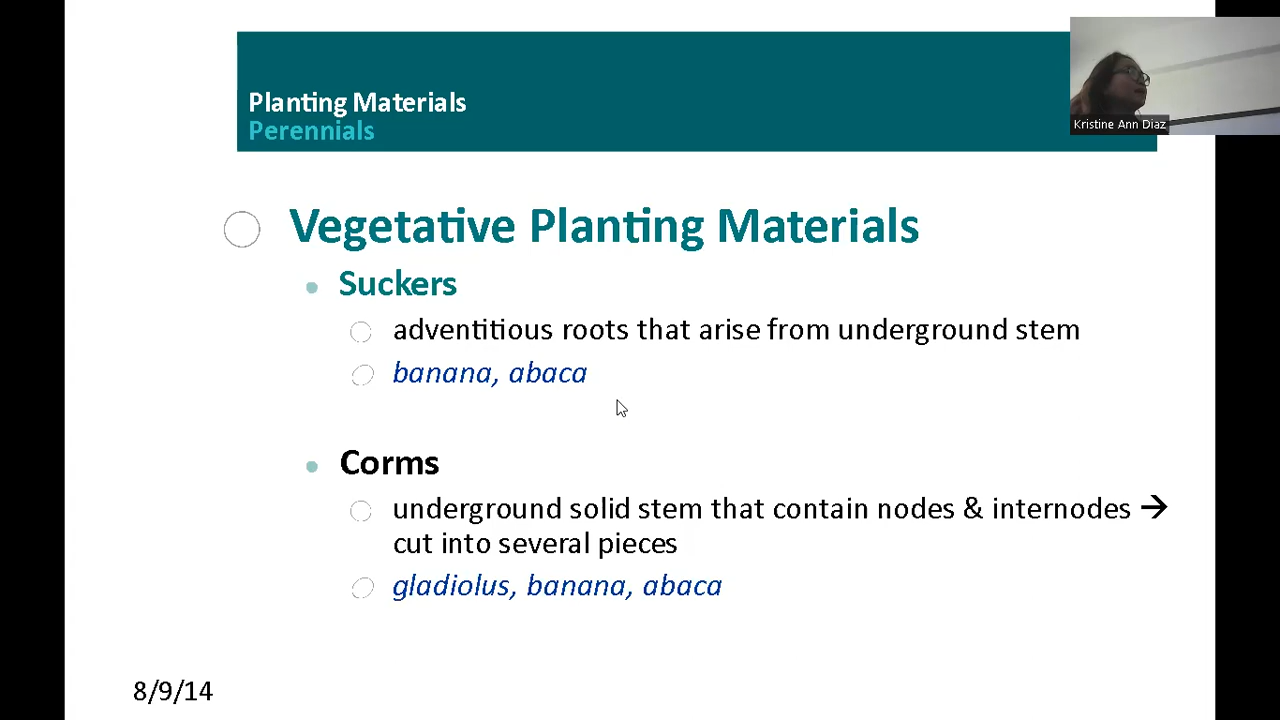 Planting Materials
Perennials
Kristine Ann Diaz
Vegetative Planting Materials
Suckers
adventitious roots that arise from underground stem
banana, abaca
Corms
underground solid stem that contain nodes & internodes →
cut into several pieces
gladiolus, banana, abaca
8/9/14